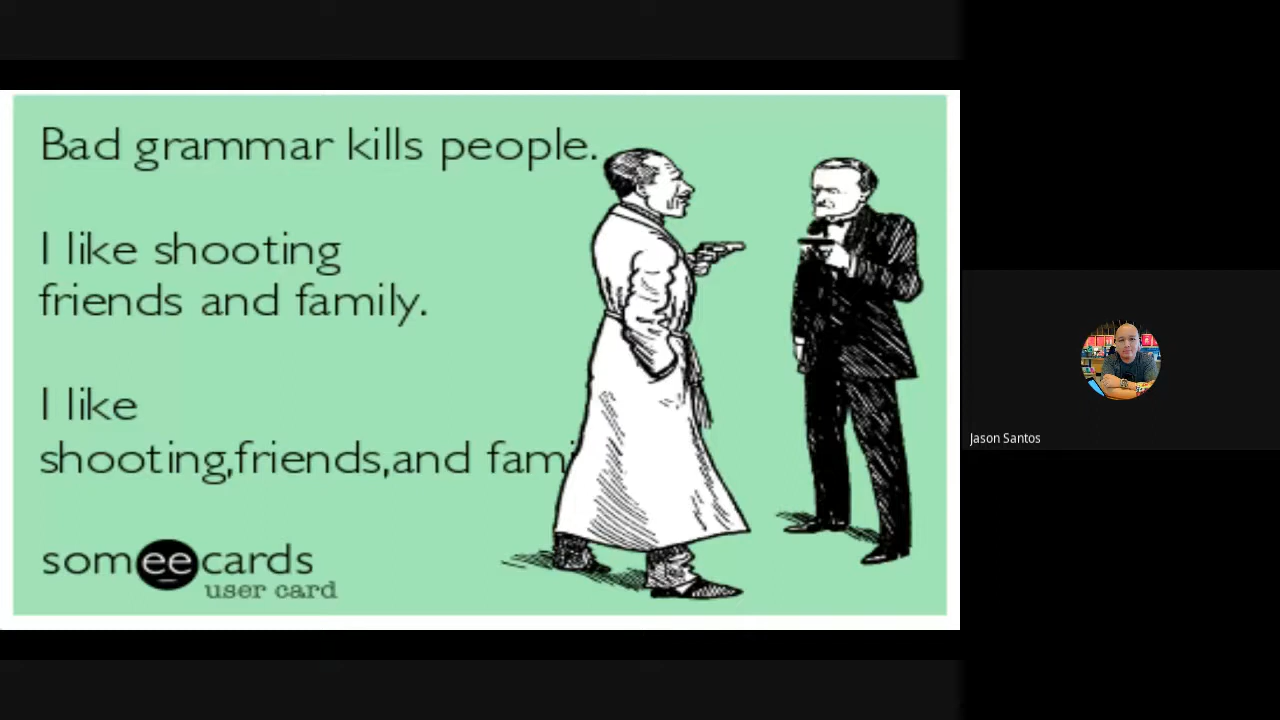 Bad grammar kills people.
I like shooting
friends and family.
I like
shooting,friends,and fami
someecards
user card
Jason Santos